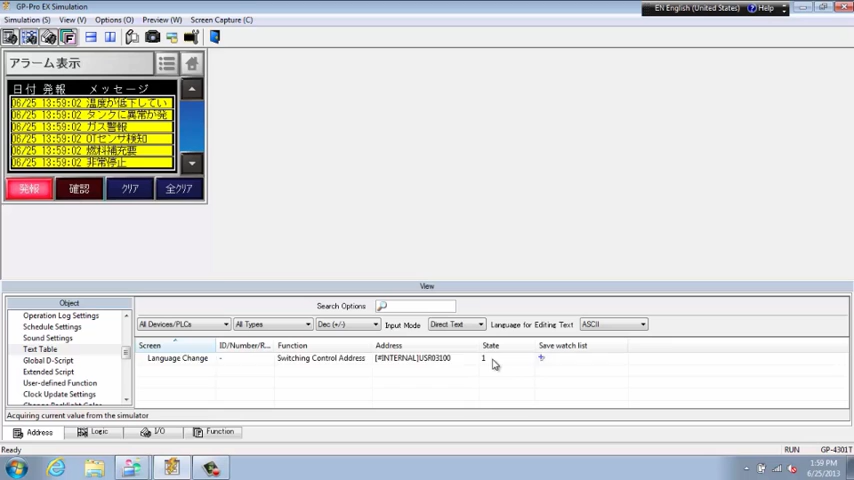 GP-Pro EX Simulation
EN English (United States) Help
Simulation (S) View (V) Options (O) Preview (W) Screen Capture (C)
アラーム表示
日付 発報 メッセージ
06/25 13:59:02 温度が低下してい
06/25 13:59:02 タンクに異常が発
06/25 13:59:02 ガス警報
06/25 13:59:02 OTセンサ検知
06/25 13:59:02 燃料補充要
06/25 13:59:02 非常停止
発報 確認 クリア 全クリア
View
Object
Operation Log Settings
Schedule Settings
Sound Settings
Text Table
Global D-Script
Extended Script
User-defined Function
Clock Update Settings
Search Options
All Devices/PLCs All Types Dec (+/-) Input Mode Direct Text Language for Editing Text ASCII
Screen ID/Number/R... Function Address State Save watch list
Language Change - Switching Control Address [#INTERNAL]USR03100 1
Acquiring current value from the simulator
Address Logic I/O Function
Ready RUN GP-4301T
1:59 PM
6/25/2013